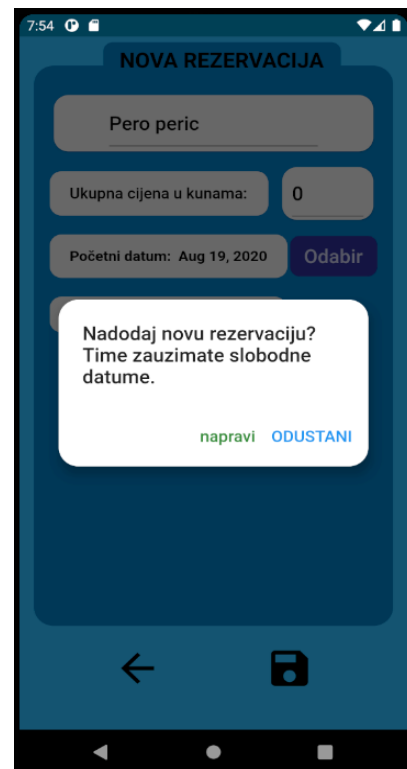 7:54
NOVA REZERVACIJA
Pero peric
Ukupna cijena u kunama: 0
Početni datum: Aug 19, 2020 Odabir
Nadodaj novu rezervaciju?
Time zauzimate slobodne
datume.
napravi ODUSTANI